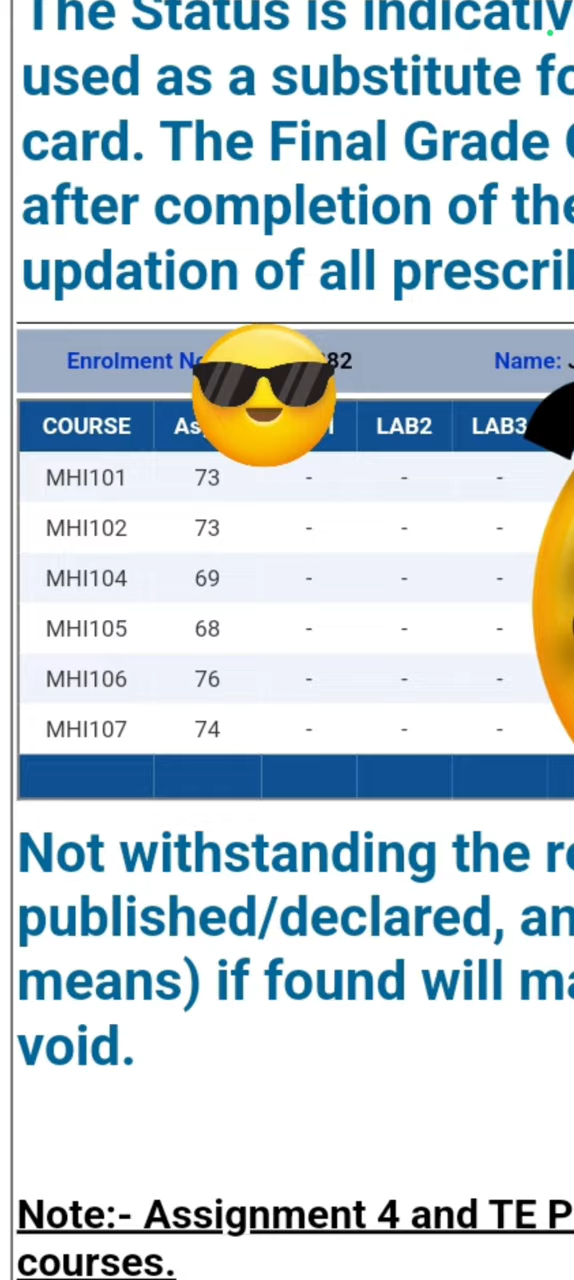 The Status is indicativ
used as a substitute fo
card. The Final Grade
after completion of the
updation of all prescri
Enrolment 82 Name:
COURSE LAB2 LAB3
MHI101 73 - - -
MHI102 73 - - -
MHI104 69 - - -
MHI105 68 - - -
MHI106 76 - - -
MHI107 74 - - -
Not withstanding the r
published/declared, an
means) if found will ma
void.
Note:- Assignment 4 and TE P
courses.